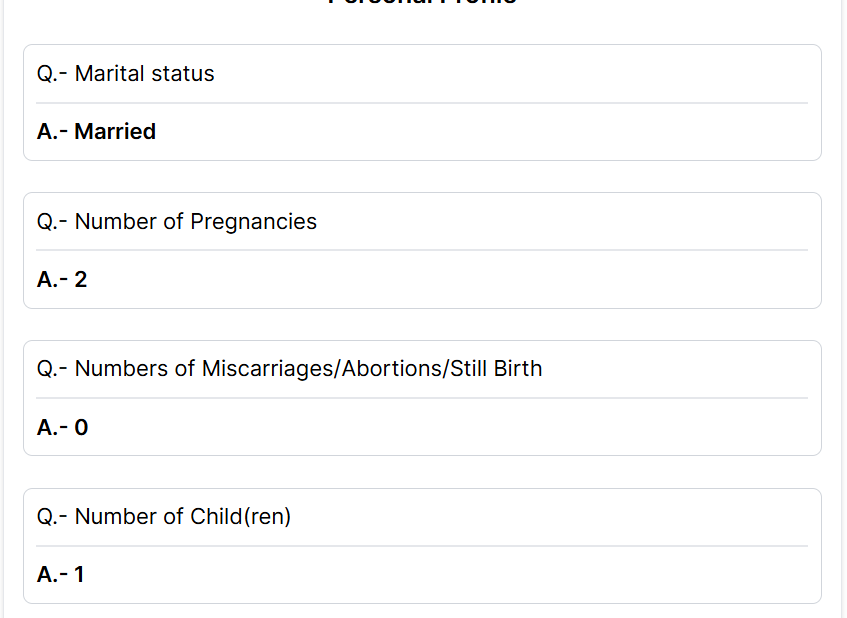 Personal Profile
Q.- Marital status
A.- Married
Q.- Number of Pregnancies
A.- 2
Q.- Numbers of Miscarriages/Abortions/Still Birth
A.- 0
Q.- Number of Child(ren)
A.- 1